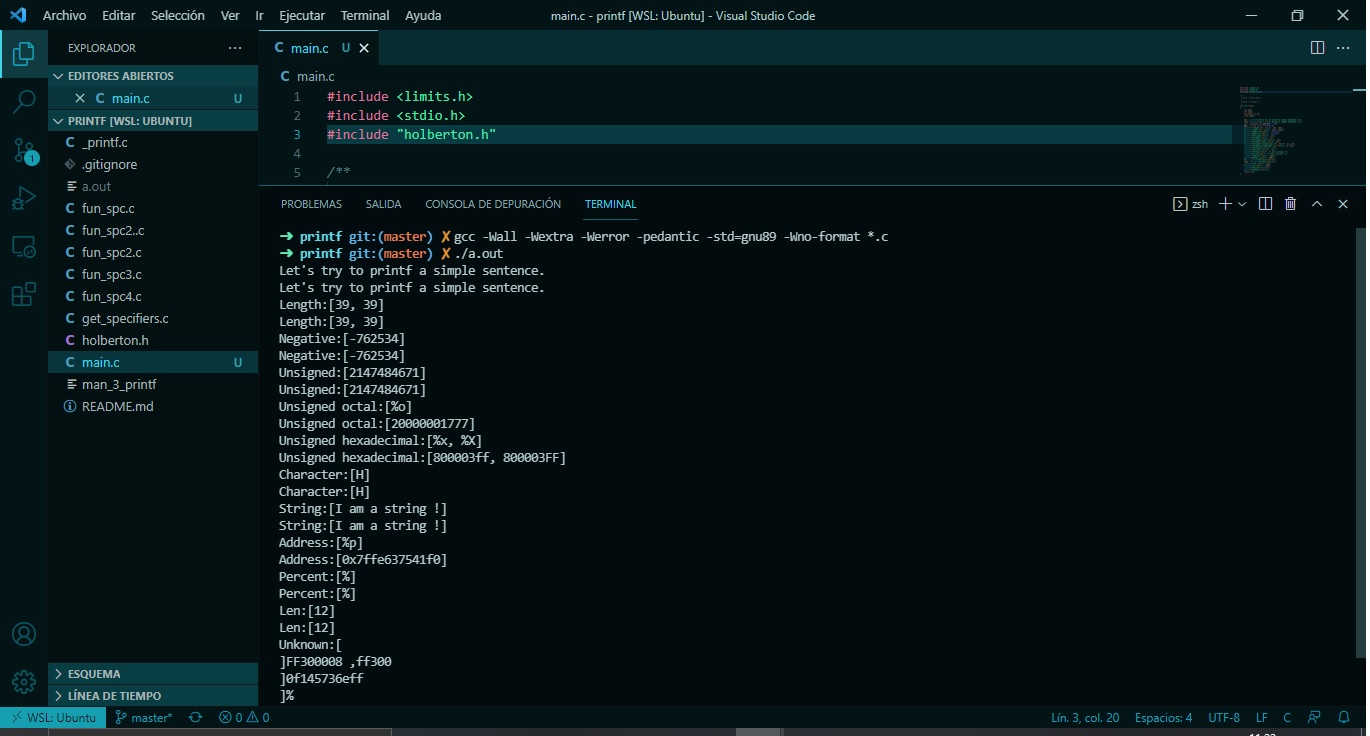 Archivo Editar Selección Ver Ir Ejecutar Terminal Ayuda main.c - printf [WSL: Ubuntu] - Visual Studio Code
EXPLORADOR ···
EDITORES ABIERTOS
C main.c U
PRINTF [WSL: UBUNTU]
C _printf.c
.gitignore
a.out
C fun_spc.c
C fun_spc2..c
C fun_spc2.c
C fun_spc3.c
C fun_spc4.c
C get_specifiers.c
C holberton.h
C main.c U
man_3_printf
README.md
ESQUEMA
LÍNEA DE TIEMPO
1
C main.c U
C main.c
1 #include <limits.h>
2 #include <stdio.h>
3 #include "holberton.h"
4
5 /**
PROBLEMAS SALIDA CONSOLA DE DEPURACIÓN TERMINAL zsh
➜ printf git:(master) ✗ gcc -Wall -Wextra -Werror -pedantic -std=gnu89 -Wno-format *.c
➜ printf git:(master) ✗ ./a.out
Let's try to printf a simple sentence.
Let's try to printf a simple sentence.
Length:[39, 39]
Length:[39, 39]
Negative:[-762534]
Negative:[-762534]
Unsigned:[2147484671]
Unsigned:[2147484671]
Unsigned octal:[%o]
Unsigned octal:[20000001777]
Unsigned hexadecimal:[%x, %X]
Unsigned hexadecimal:[800003ff, 800003FF]
Character:[H]
Character:[H]
String:[I am a string !]
String:[I am a string !]
Address:[%p]
Address:[0x7ffe637541f0]
Percent:[%]
Percent:[%]
Len:[12]
Len:[12]
Unknown:[
]FF300008 ,ff300
]0f145736eff
]%
WSL: Ubuntu master* 0 0 Lín. 3, col. 20 Espacios: 4 UTF-8 LF C